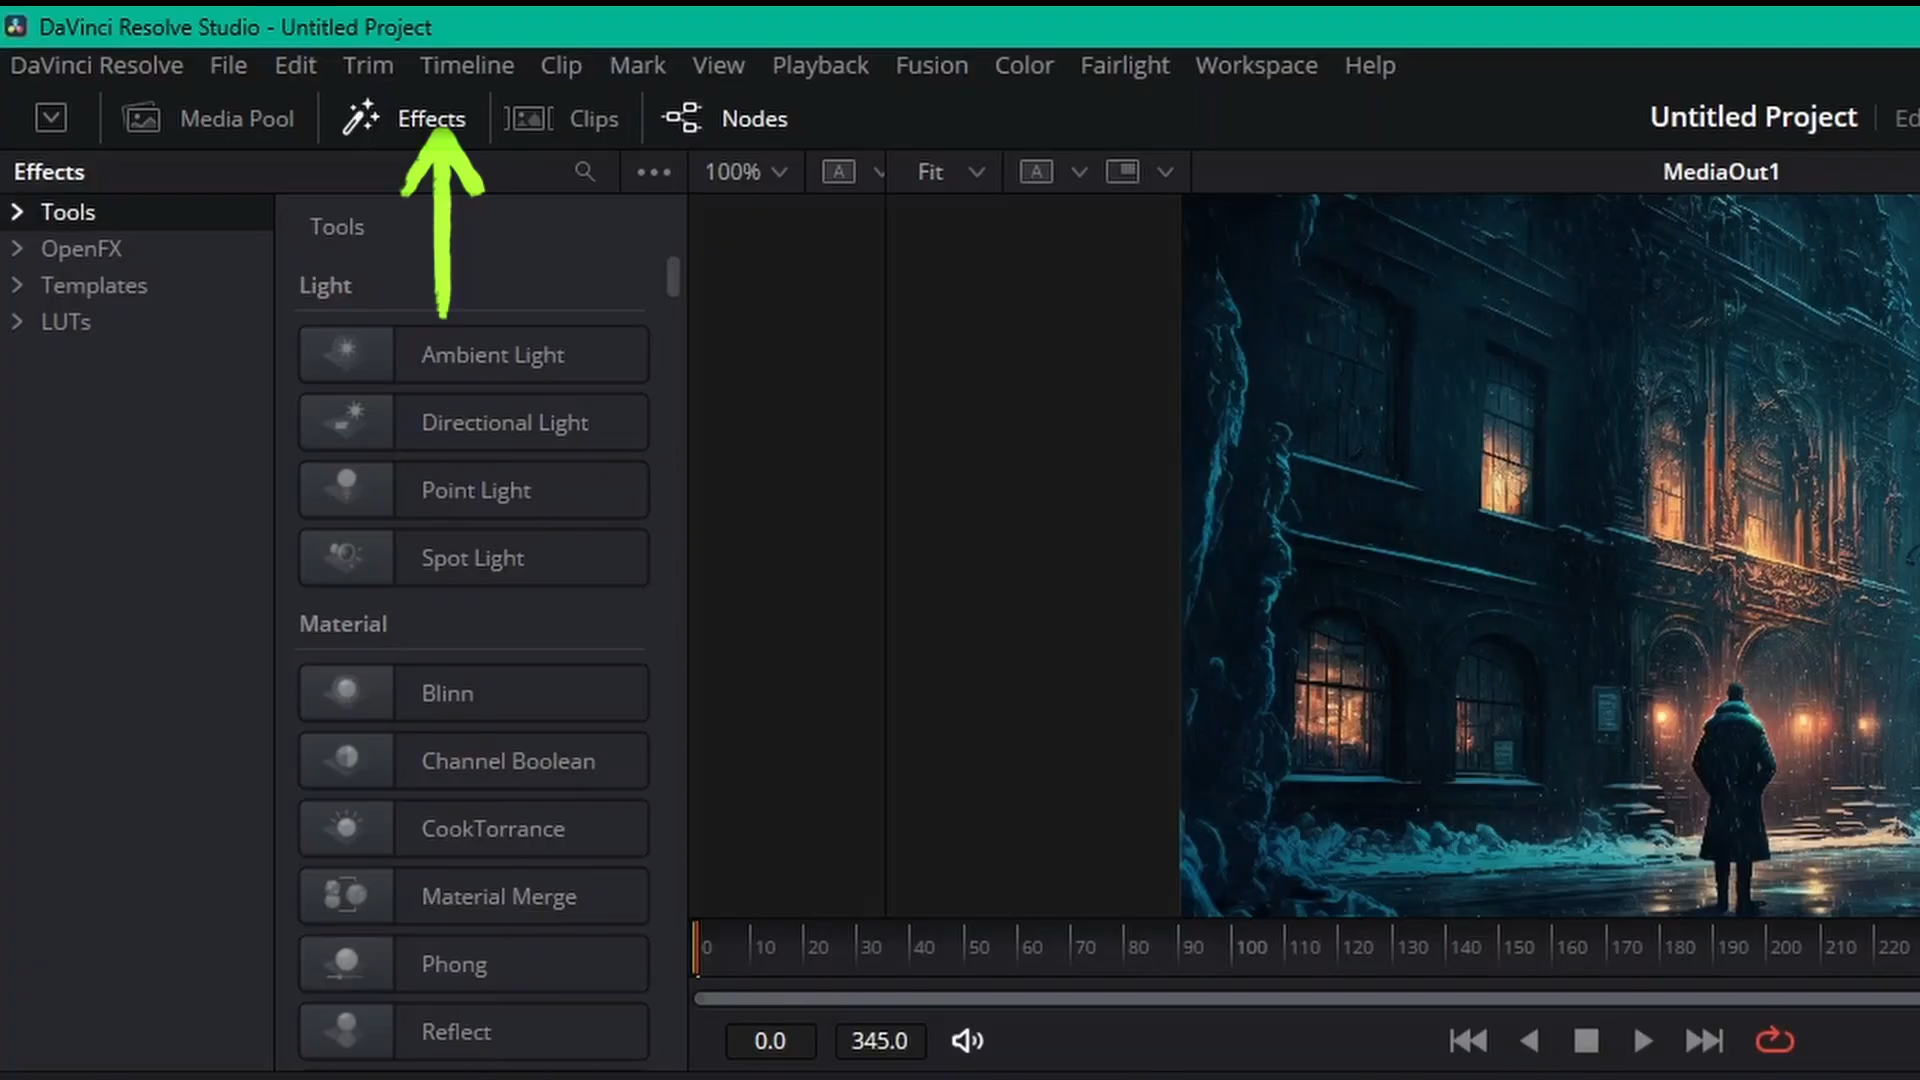 DaVinci Resolve Studio - Untitled Project
DaVinci Resolve File Edit Trim Timeline Clip Mark View Playback Fusion Color Fairlight Workspace Help
Media Pool Effects Clips Nodes Untitled Project Ed
Effects 100% A Fit A MediaOut1
Tools
OpenFX
Templates
LUTs
Tools
Light
Ambient Light
Directional Light
Point Light
Spot Light
Material
Blinn
Channel Boolean
CookTorrance
Material Merge
Phong
Reflect
0 10 20 30 40 50 60 70 80 90 100 110 120 130 140 150 160 170 180 190 200 210 220
0.0 345.0